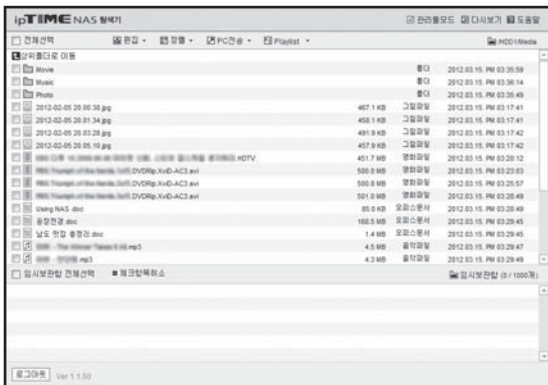 ipTIME NAS 탐색기 관리툴모드 다시보기 도움말
전체선택 편집 정렬 PC전송 Playlist /HDD1/Media
상위폴더로 이동
Movie 폴더 2012.03.15. PM 03:35:59
Music 폴더 2012.03.15. PM 03:36:14
Photo 폴더 2012.03.15. PM 03:35:49
2012-02-05 20.00.38.jpg 467.1 KB 그림파일 2012.03.15. PM 03:17:41
2012-02-05 20.01.34.jpg 458.1 KB 그림파일 2012.03.15. PM 03:17:41
2012-02-05 20.03.28.jpg 491.9 KB 그림파일 2012.03.15. PM 03:17:42
2012-02-05 20.05.10.jpg 457.9 KB 그림파일 2012.03.15. PM 03:17:42
HDTV. 451.7 MB 영화파일 2012.03.15. PM 03:20:12
DVDRip.XviD-AC3.avi 500.0 MB 영화파일 2012.03.15. PM 03:23:03
DVDRip.XviD-AC3.avi 500.8 MB 영화파일 2012.03.15. PM 03:25:57
DVDRip.XviD-AC3.avi 501.0 MB 영화파일 2012.03.15. PM 03:28:49
Using NAS.doc 85.0 KB 오피스문서 2012.03.15. PM 03:28:49
.doc 168.5 MB 오피스문서 2012.03.15. PM 03:29:45
남도 맛집 총정리.doc 1.4 MB 오피스문서 2012.03.15. PM 03:29:45
.mp3 4.5 MB 음악파일 2012.03.15. PM 03:29:47
.mp3 4.3 MB 음악파일 2012.03.15. PM 03:29:49
임시보관함 전체선택 체크항목취소 임시보관함 (0 / 1000개)
로그아웃 Ver 1.1.50